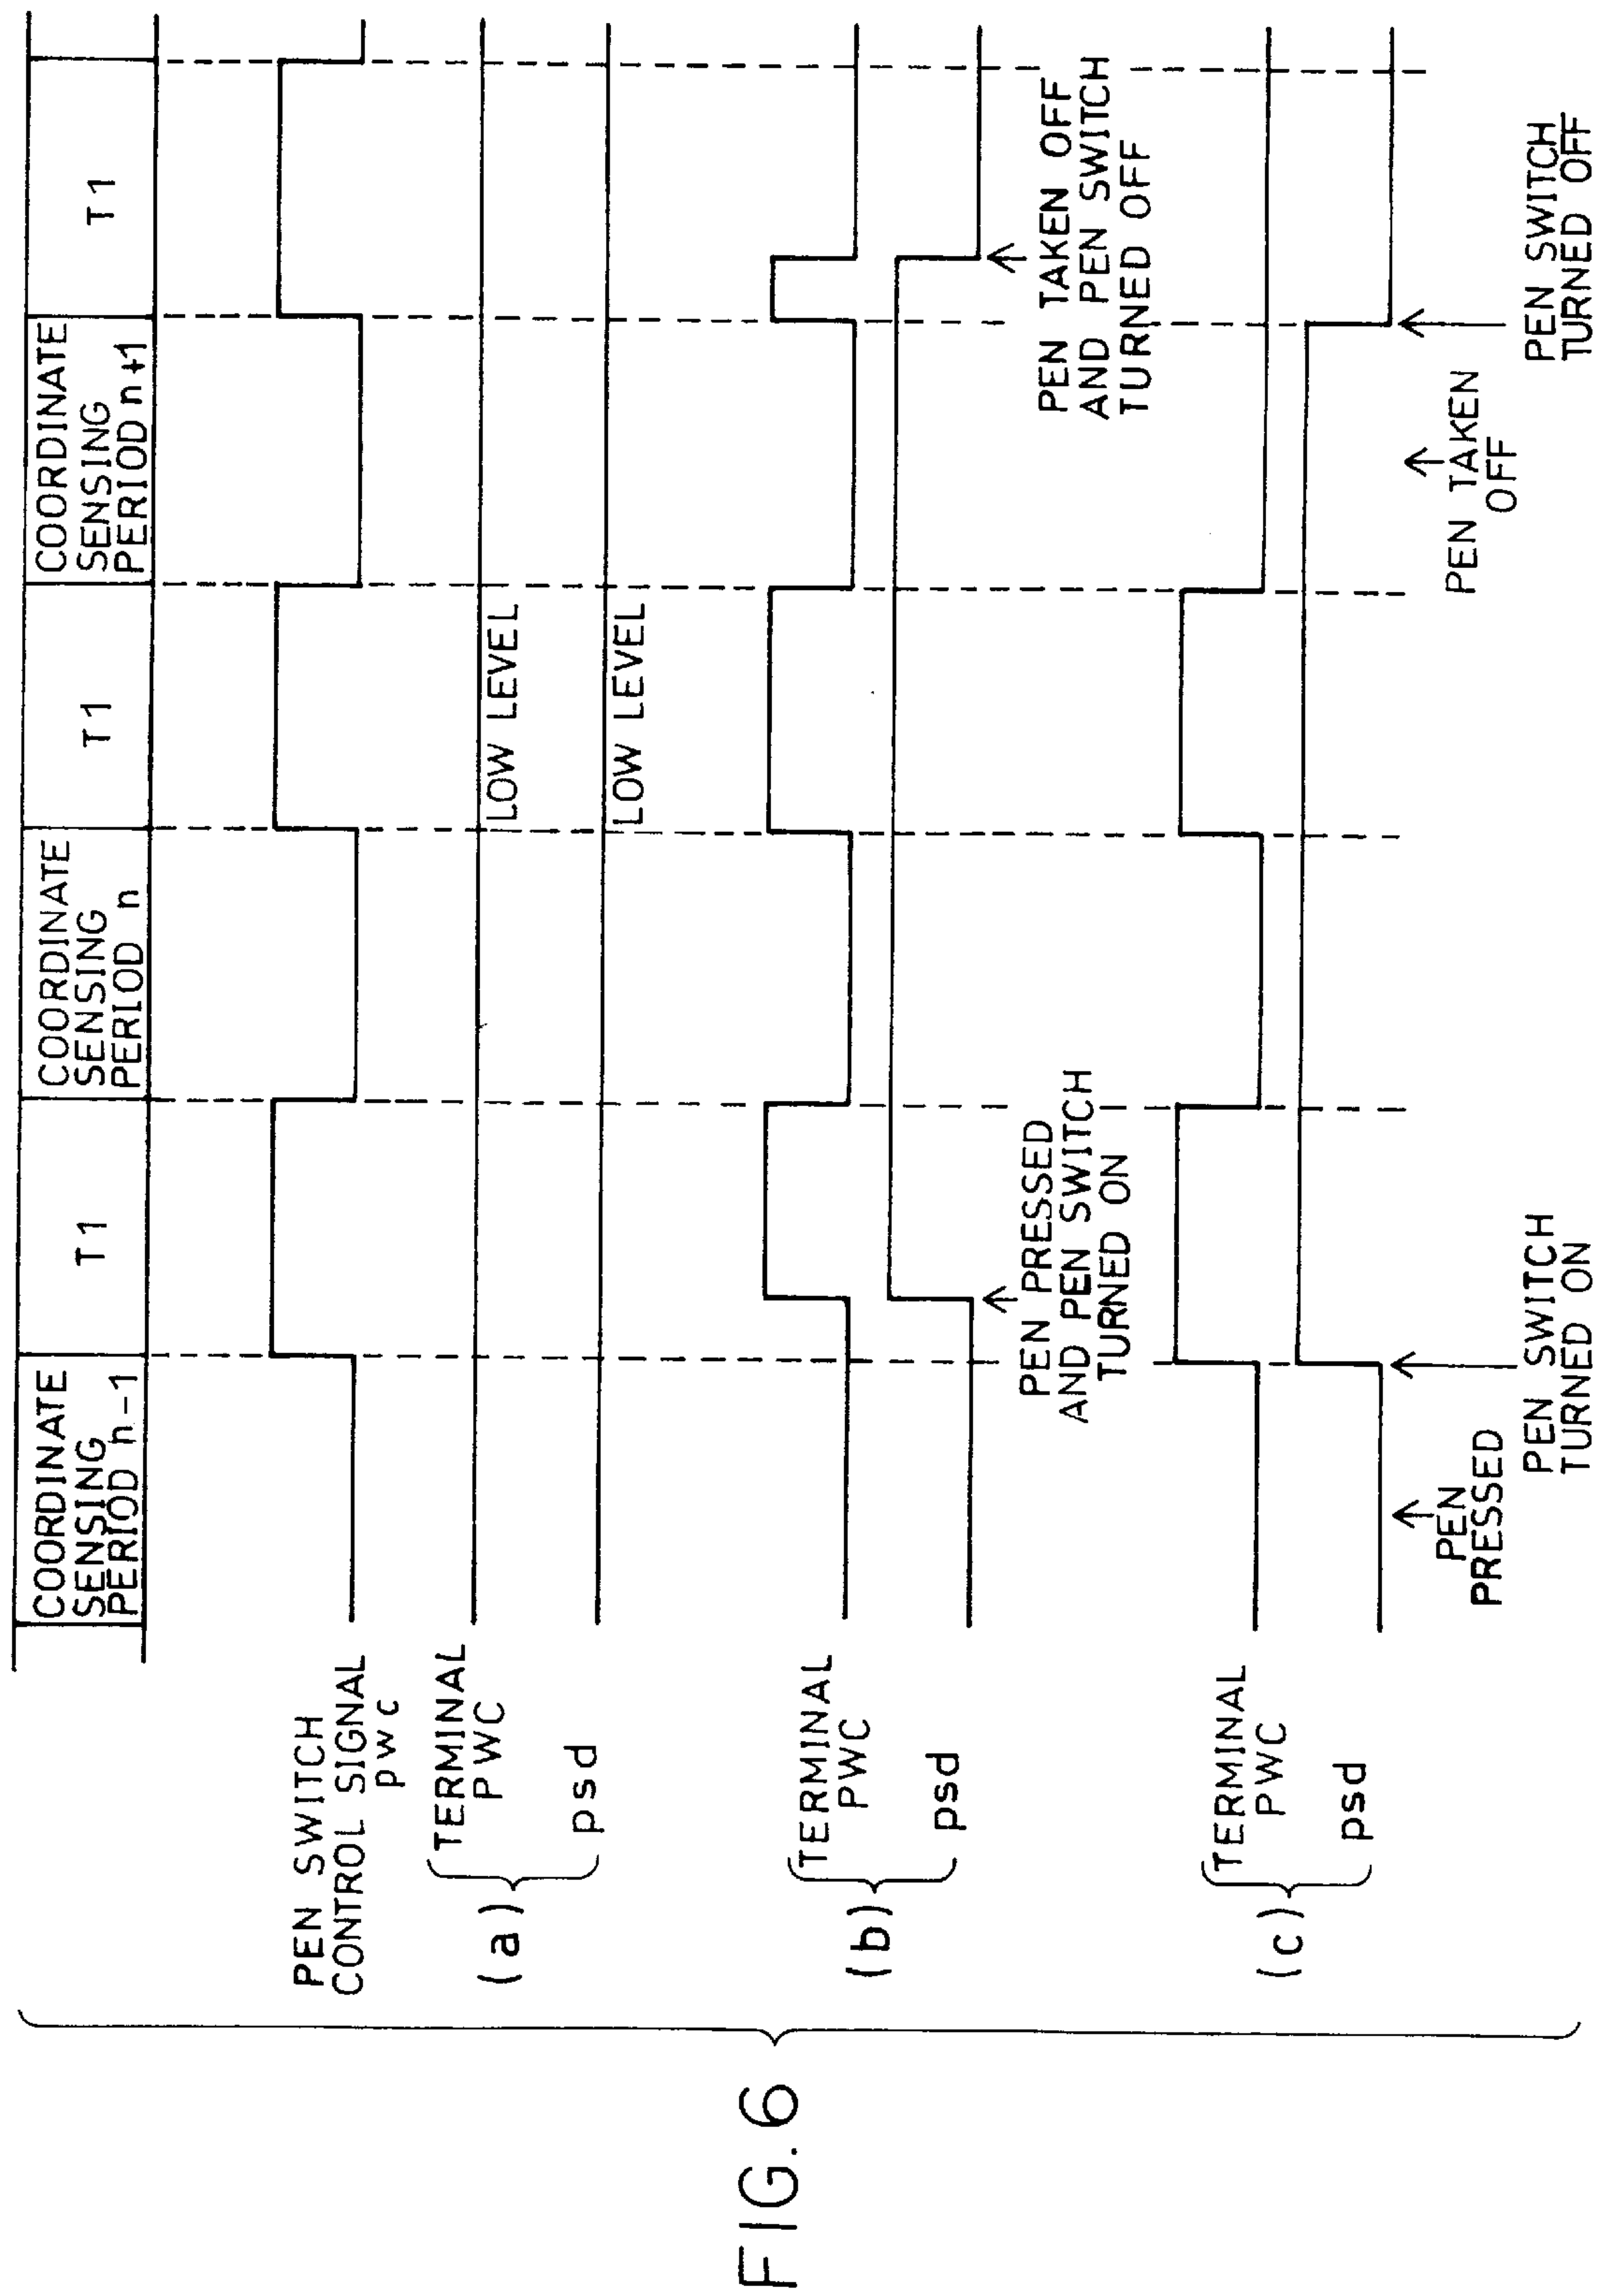 FIG.6
COORDINATE
SENSING
PERIOD n-1
T1
COORDINATE
SENSING
PERIOD n
T1
COORDINATE
SENSING
PERIOD n+1
T1
PEN SWITCH
CONTROL SIGNAL
pwc
(a)
TERMINAL
PWC
psd
LOW LEVEL
LOW LEVEL
(b)
TERMINAL
PWC
psd
PEN PRESSED
AND PEN SWITCH
TURNED ON
PEN TAKEN OFF
AND PEN SWITCH
TURNED OFF
(c)
TERMINAL
PWC
psd
PEN
PRESSED
PEN SWITCH
TURNED ON
PEN TAKEN
OFF
PEN SWITCH
TURNED OFF